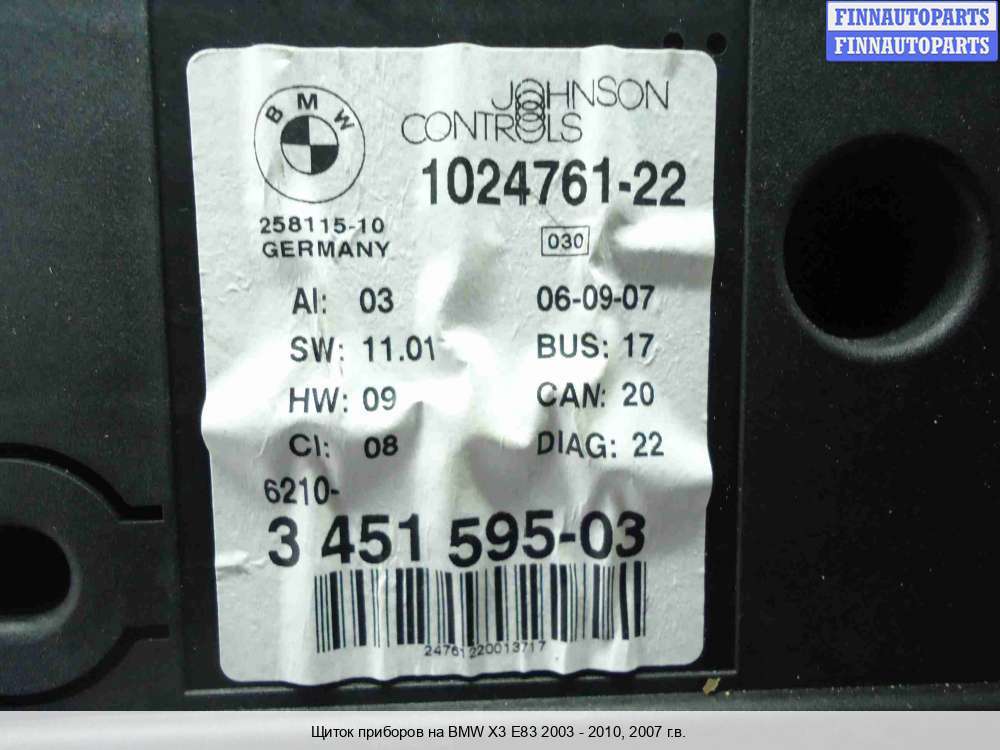 FINNAUTOPARTS
FINNAUTOPARTS
BMW
JOHNSON
CONTROLS
1024761-22
258115-10
GERMANY
030
AI: 03
06-09-07
SW: 11.01
BUS: 17
HW: 09
CAN: 20
CI: 08
DIAG: 22
6210-
3 451 595-03
24761220013717
Щиток приборов на BMW X3 E83 2003 - 2010, 2007 г.в.